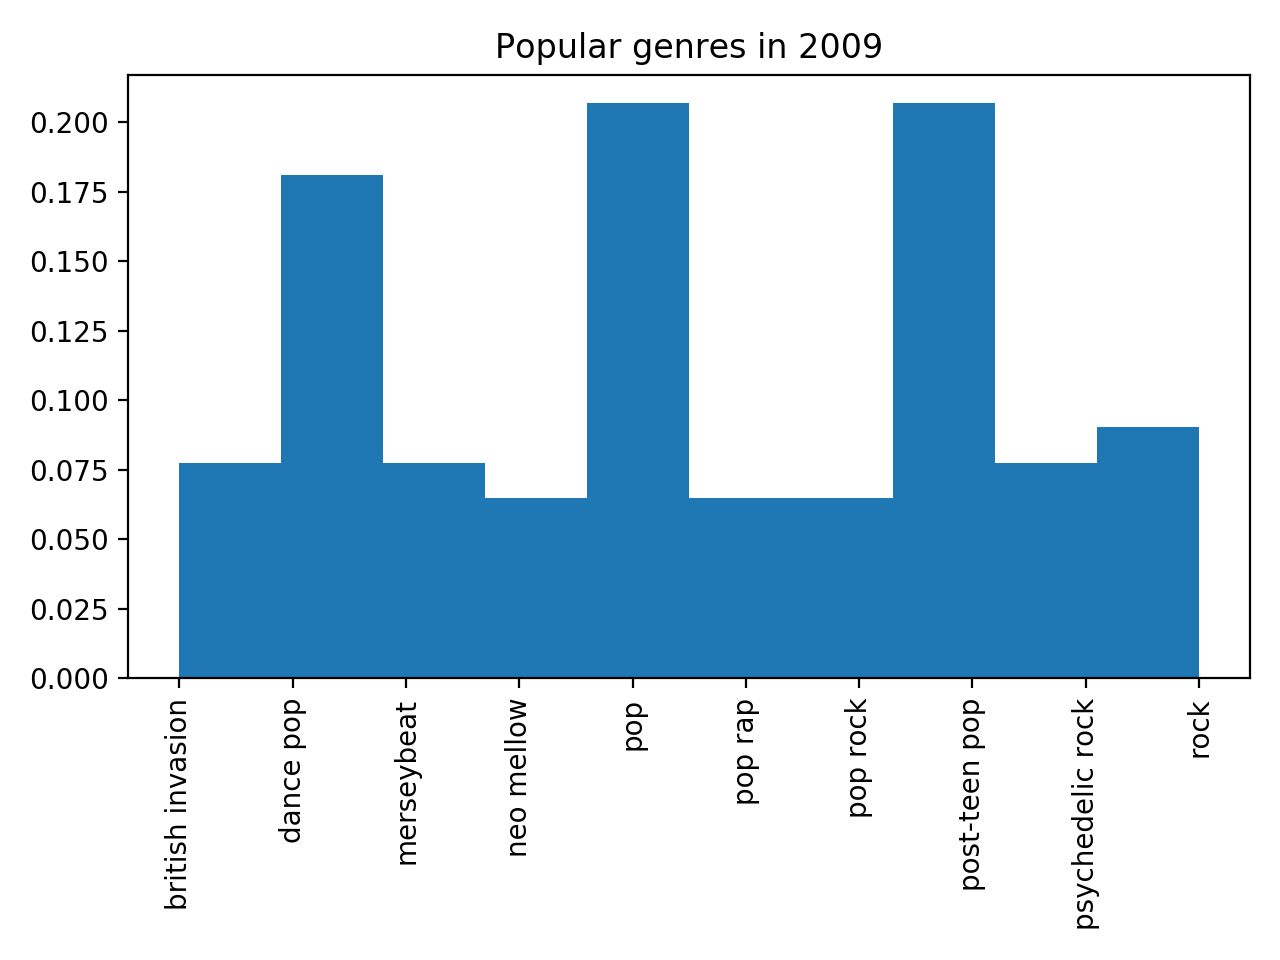 Popular genres in 2009
0.200
0.175
0.150
0.125
0.100
0.075
0.050
0.025
0.000
british invasion
dance pop
merseybeat
neo mellow
pop
pop rap
pop rock
post-teen pop
psychedelic rock
rock